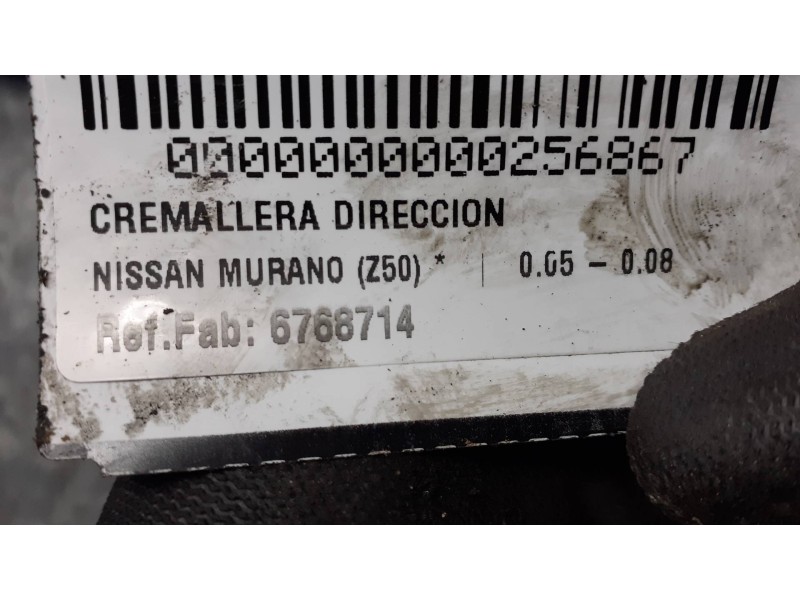 0000000000256867
CREMALLERA DIRECCION
NISSAN MURANO (Z50) * | 0.05 - 0.08
Ref.Fab: 6768714